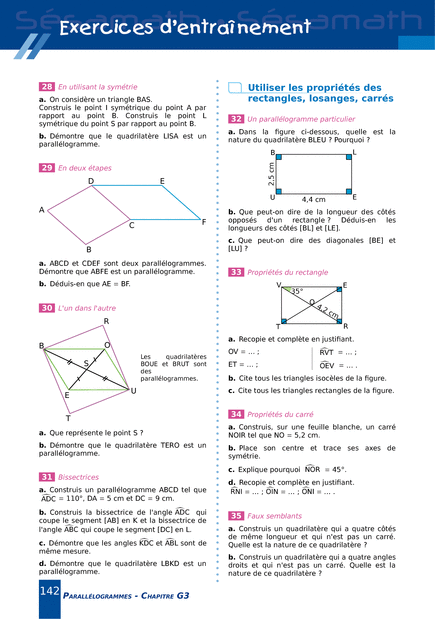 Exercices d'entraînement
28 En utilisant la symétrie
a. On considère un triangle BAS.
Construis le point I symétrique du point A par
rapport au point B. Construis le point L
symétrique du point S par rapport au point B.
b. Démontre que le quadrilatère LISA est un
parallélogramme.
29 En deux étapes
D
E
A
C
F
B
a. ABCD et CDEF sont deux parallélogrammes.
Démontre que ABFE est un parallélogramme.
b. Déduis-en que AE = BF.
30 L'un dans l'autre
R
B
O
S
E
U
T
Les quadrilatères
BOUE et BRUT sont
des
parallélogrammes.
a. Que représente le point S ?
b. Démontre que le quadrilatère TERO est un
parallélogramme.
31 Bissectrices
a. Construis un parallélogramme ABCD tel que
ADC = 110°, DA = 5 cm et DC = 9 cm.
b. Construis la bissectrice de l'angle ADC qui
coupe le segment [AB] en K et la bissectrice de
l'angle ABC qui coupe le segment [DC] en L.
c. Démontre que les angles KDC et ABL sont de
même mesure.
d. Démontre que le quadrilatère LBKD est un
parallélogramme.
Utiliser les propriétés des
rectangles, losanges, carrés
32 Un parallélogramme particulier
a. Dans la figure ci-dessous, quelle est la
nature du quadrilatère BLEU ? Pourquoi ?
B
L
2,5 cm
U
4,4 cm
E
b. Que peut-on dire de la longueur des côtés
opposés d'un rectangle ? Déduis-en les
longueurs des côtés [BL] et [LE].
c. Que peut-on dire des diagonales [BE] et
[LU] ?
33 Propriétés du rectangle
V
E
35°
O
4,2 cm
T
R
a. Recopie et complète en justifiant.
OV = ... ;
RVT = ... ;
ET = ... ;
OEV = ... .
b. Cite tous les triangles isocèles de la figure.
c. Cite tous les triangles rectangles de la figure.
34 Propriétés du carré
a. Construis, sur une feuille blanche, un carré
NOIR tel que NO = 5,2 cm.
b. Place son centre et trace ses axes de
symétrie.
c. Explique pourquoi NOR = 45°.
d. Recopie et complète en justifiant.
RNI = ... ; OIN = ... ; ONI = ... .
35 Faux semblants
a. Construis un quadrilatère qui a quatre côtés
de même longueur et qui n'est pas un carré.
Quelle est la nature de ce quadrilatère ?
b. Construis un quadrilatère qui a quatre angles
droits et qui n'est pas un carré. Quelle est la
nature de ce quadrilatère ?
142 PARALLÉLOGRAMMES - CHAPITRE G3